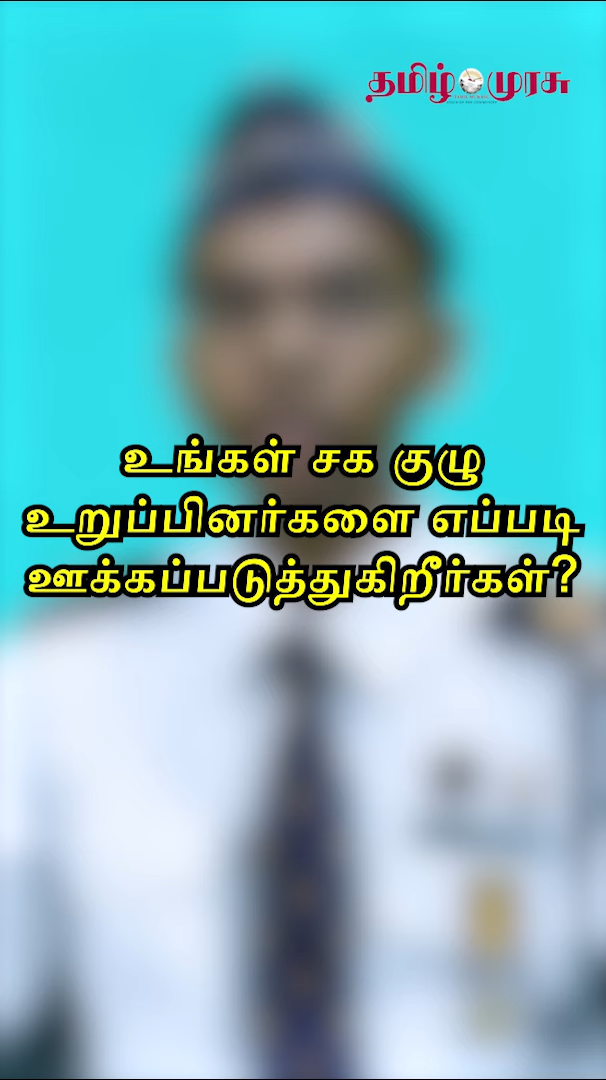 தமிழ் முரசு
உங்கள் சக குழு
உறுப்பினர்களை எப்படி
ஊக்கப்படுத்துகிறீர்கள்?